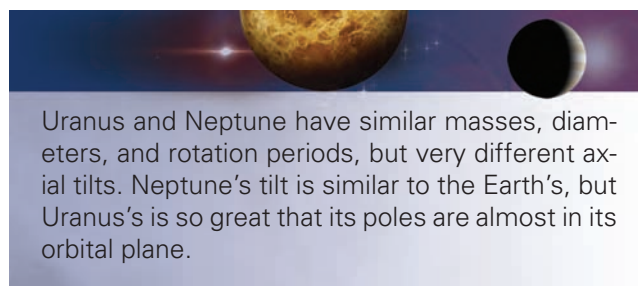 Uranus and Neptune have similar masses, diam-
eters, and rotation periods, but very different ax-
ial tilts. Neptune's tilt is similar to the Earth's, but
Uranus's is so great that its poles are almost in its
orbital plane.